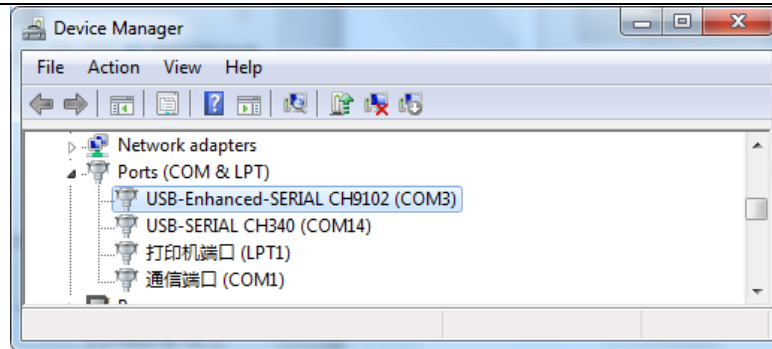 Device Manager
File Action View Help
Network adapters
Ports (COM & LPT)
USB-Enhanced-SERIAL CH9102 (COM3)
USB-SERIAL CH340 (COM14)
打印机端口 (LPT1)
通信端口 (COM1)